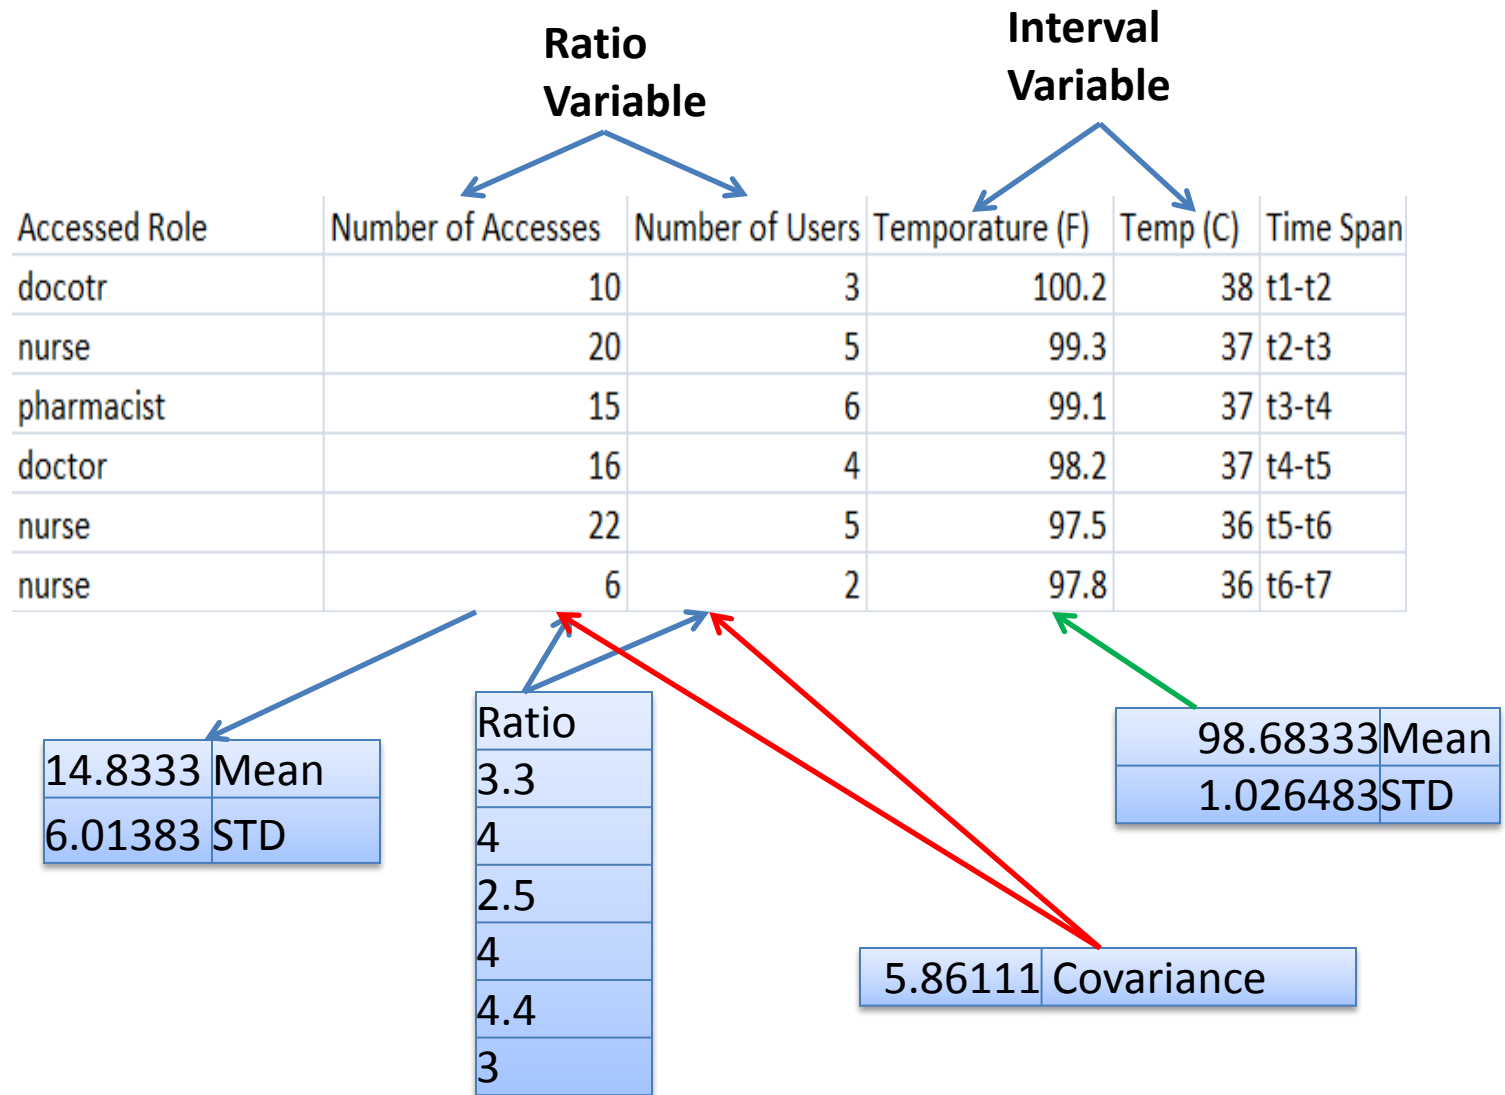 Ratio
Variable
Interval
Variable
Accessed Role Number of Accesses Number of Users Temporature (F) Temp (C) Time Span
docotr 10 3 100.2 38 t1-t2
nurse 20 5 99.3 37 t2-t3
pharmacist 15 6 99.1 37 t3-t4
doctor 16 4 98.2 37 t4-t5
nurse 22 5 97.5 36 t5-t6
nurse 6 2 97.8 36 t6-t7
14.8333 Mean
6.01383 STD
Ratio
3.3
4
2.5
4
4.4
3
98.68333 Mean
1.026483 STD
5.86111 Covariance